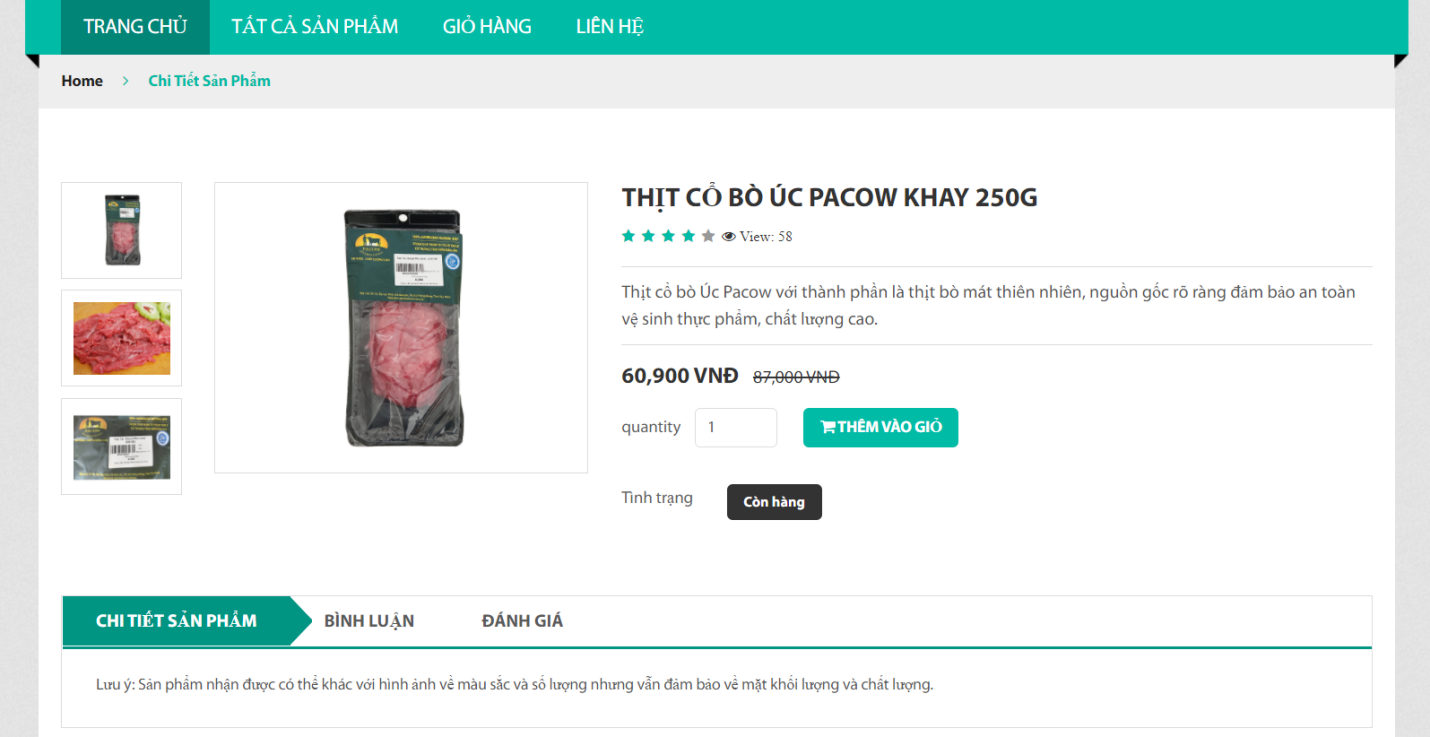 TRANG CHỦ TẤT CẢ SẢN PHẨM GIỎ HÀNG LIÊN HỆ
Home > Chi Tiết Sản Phẩm
THỊT CỔ BÒ ÚC PACOW KHAY 250G
View: 58
Thịt cổ bò Úc Pacow với thành phần là thịt bò mát thiên nhiên, nguồn gốc rõ ràng đảm bảo an toàn
vệ sinh thực phẩm, chất lượng cao.
60,900 VNĐ 87,000 VNĐ
quantity 1 THÊM VÀO GIỎ
Tình trạng Còn hàng
CHI TIẾT SẢN PHẨM BÌNH LUẬN ĐÁNH GIÁ
Lưu ý: Sản phẩm nhận được có thể khác với hình ảnh về màu sắc và số lượng nhưng vẫn đảm bảo về mặt khối lượng và chất lượng.